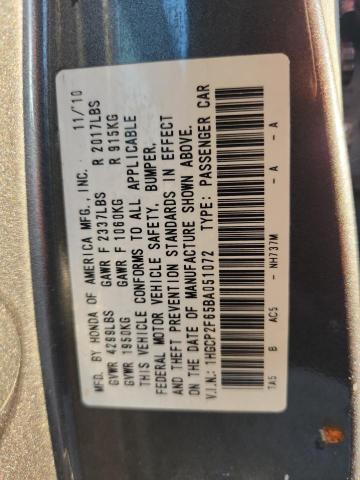 MFD. BY HONDA OF AMERICA MFG., INC. 11/10
GVWR 4299LBS GAWR F 2337LBS R 2017LBS
GVWR 1950KG GAWR F 1060KG R 915KG
THIS VEHICLE CONFORMS TO ALL APPLICABLE
FEDERAL MOTOR VEHICLE SAFETY, BUMPER,
AND THEFT PREVENTION STANDARDS IN EFFECT
ON THE DATE OF MANUFACTURE SHOWN ABOVE.
V.I.N.: 1HGCP2F65BA051072 TYPE: PASSENGER CAR
TA5 B AC5 - NH737M - A - A